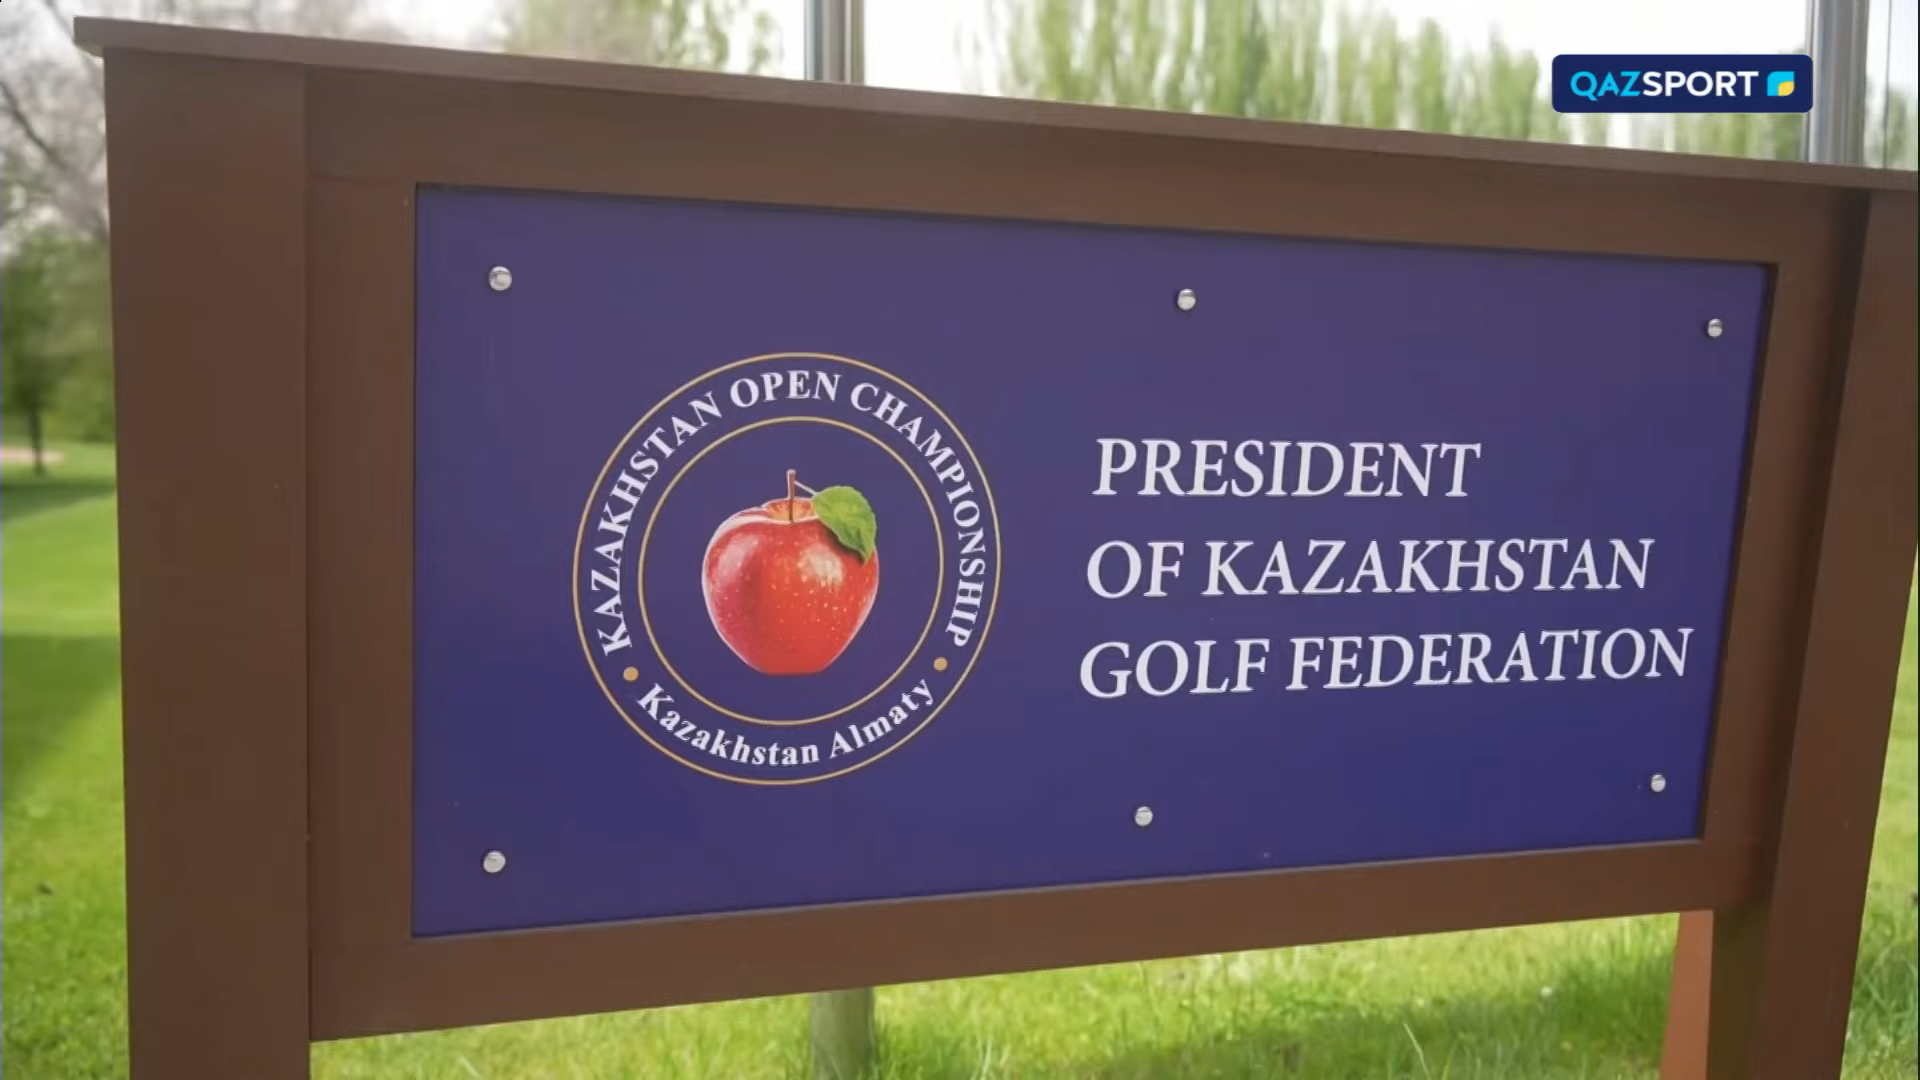 QAZSPORT
KAZAKHSTAN OPEN CHAMPIONSHIP
Kazakhstan Almaty
PRESIDENT
OF KAZAKHSTAN
GOLF FEDERATION